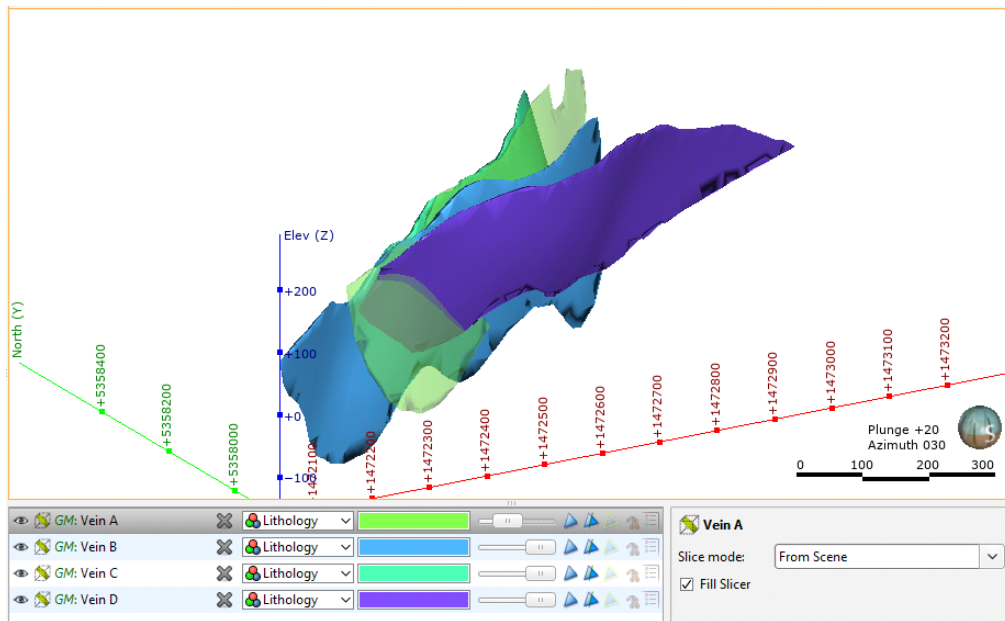 Elev (Z)
+200
+100
+0
-100
North (Y)
+5358400
+5358200
+5358000
+1472200
+1472300
+1472400
+1472500
+1472600
+1472700
+1472800
+1472900
+1473000
+1473100
+1473200
Plunge +20
Azimuth 030
S
0 100 200 300
GM: Vein A Lithology
GM: Vein B Lithology
GM: Vein C Lithology
GM: Vein D Lithology
Vein A
Slice mode: From Scene
Fill Slicer